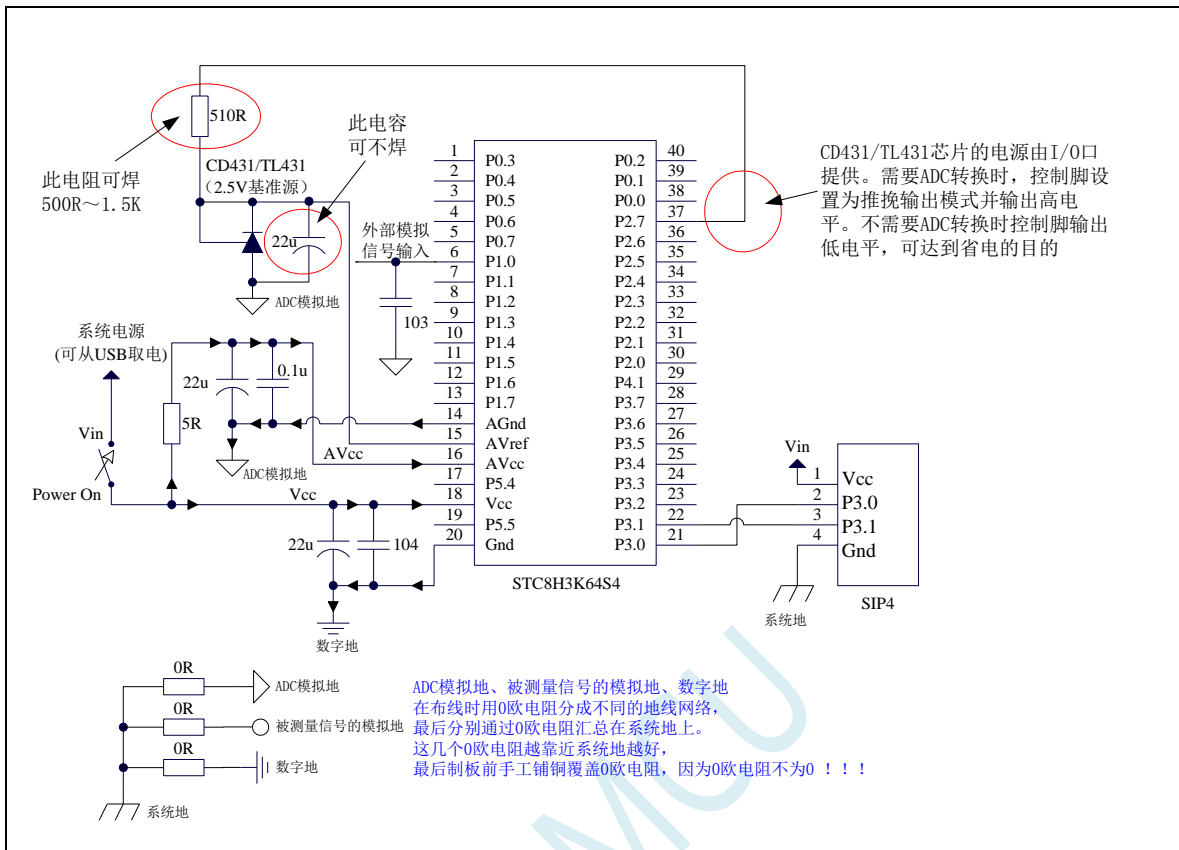 510R
此电阻可焊
500R～1.5K
CD431/TL431
（2.5V基准源）
此电容
可不焊
22u
ADC模拟地
外部模拟
信号输入
103
CD431/TL431芯片的电源由I/O口
提供。需要ADC转换时，控制脚设
置为推挽输出模式并输出高电
平。不需要ADC转换时控制脚输出
低电平，可达到省电的目的
1 P0.3 P0.2 40
2 P0.4 P0.1 39
3 P0.5 P0.0 38
4 P0.6 P2.7 37
5 P0.7 P2.6 36
6 P1.0 P2.5 35
7 P1.1 P2.4 34
8 P1.2 P2.3 33
9 P1.3 P2.2 32
10 P1.4 P2.1 31
11 P1.5 P2.0 30
12 P1.6 P4.1 29
13 P1.7 P3.7 28
14 AGnd P3.6 27
15 AVref P3.5 26
16 AVcc P3.4 25
17 P5.4 P3.3 24
18 Vcc P3.2 23
19 P5.5 P3.1 22
20 Gnd P3.0 21
STC8H3K64S4
系统电源
(可从USB取电)
Vin
Power On
5R
22u
0.1u
ADC模拟地
AVcc
Vcc
22u
104
数字地
Vin
1 Vcc
2 P3.0
3 P3.1
4 Gnd
SIP4
系统地
0R
ADC模拟地
0R
被测量信号的模拟地
0R
数字地
系统地
ADC模拟地、被测量信号的模拟地、数字地
在布线时用0欧电阻分成不同的地线网络，
最后分别通过0欧电阻汇总在系统地上。
这几个0欧电阻越靠近系统地越好，
最后制板前手工铺铜覆盖0欧电阻，因为0欧电阻不为0 ！！！
MCU